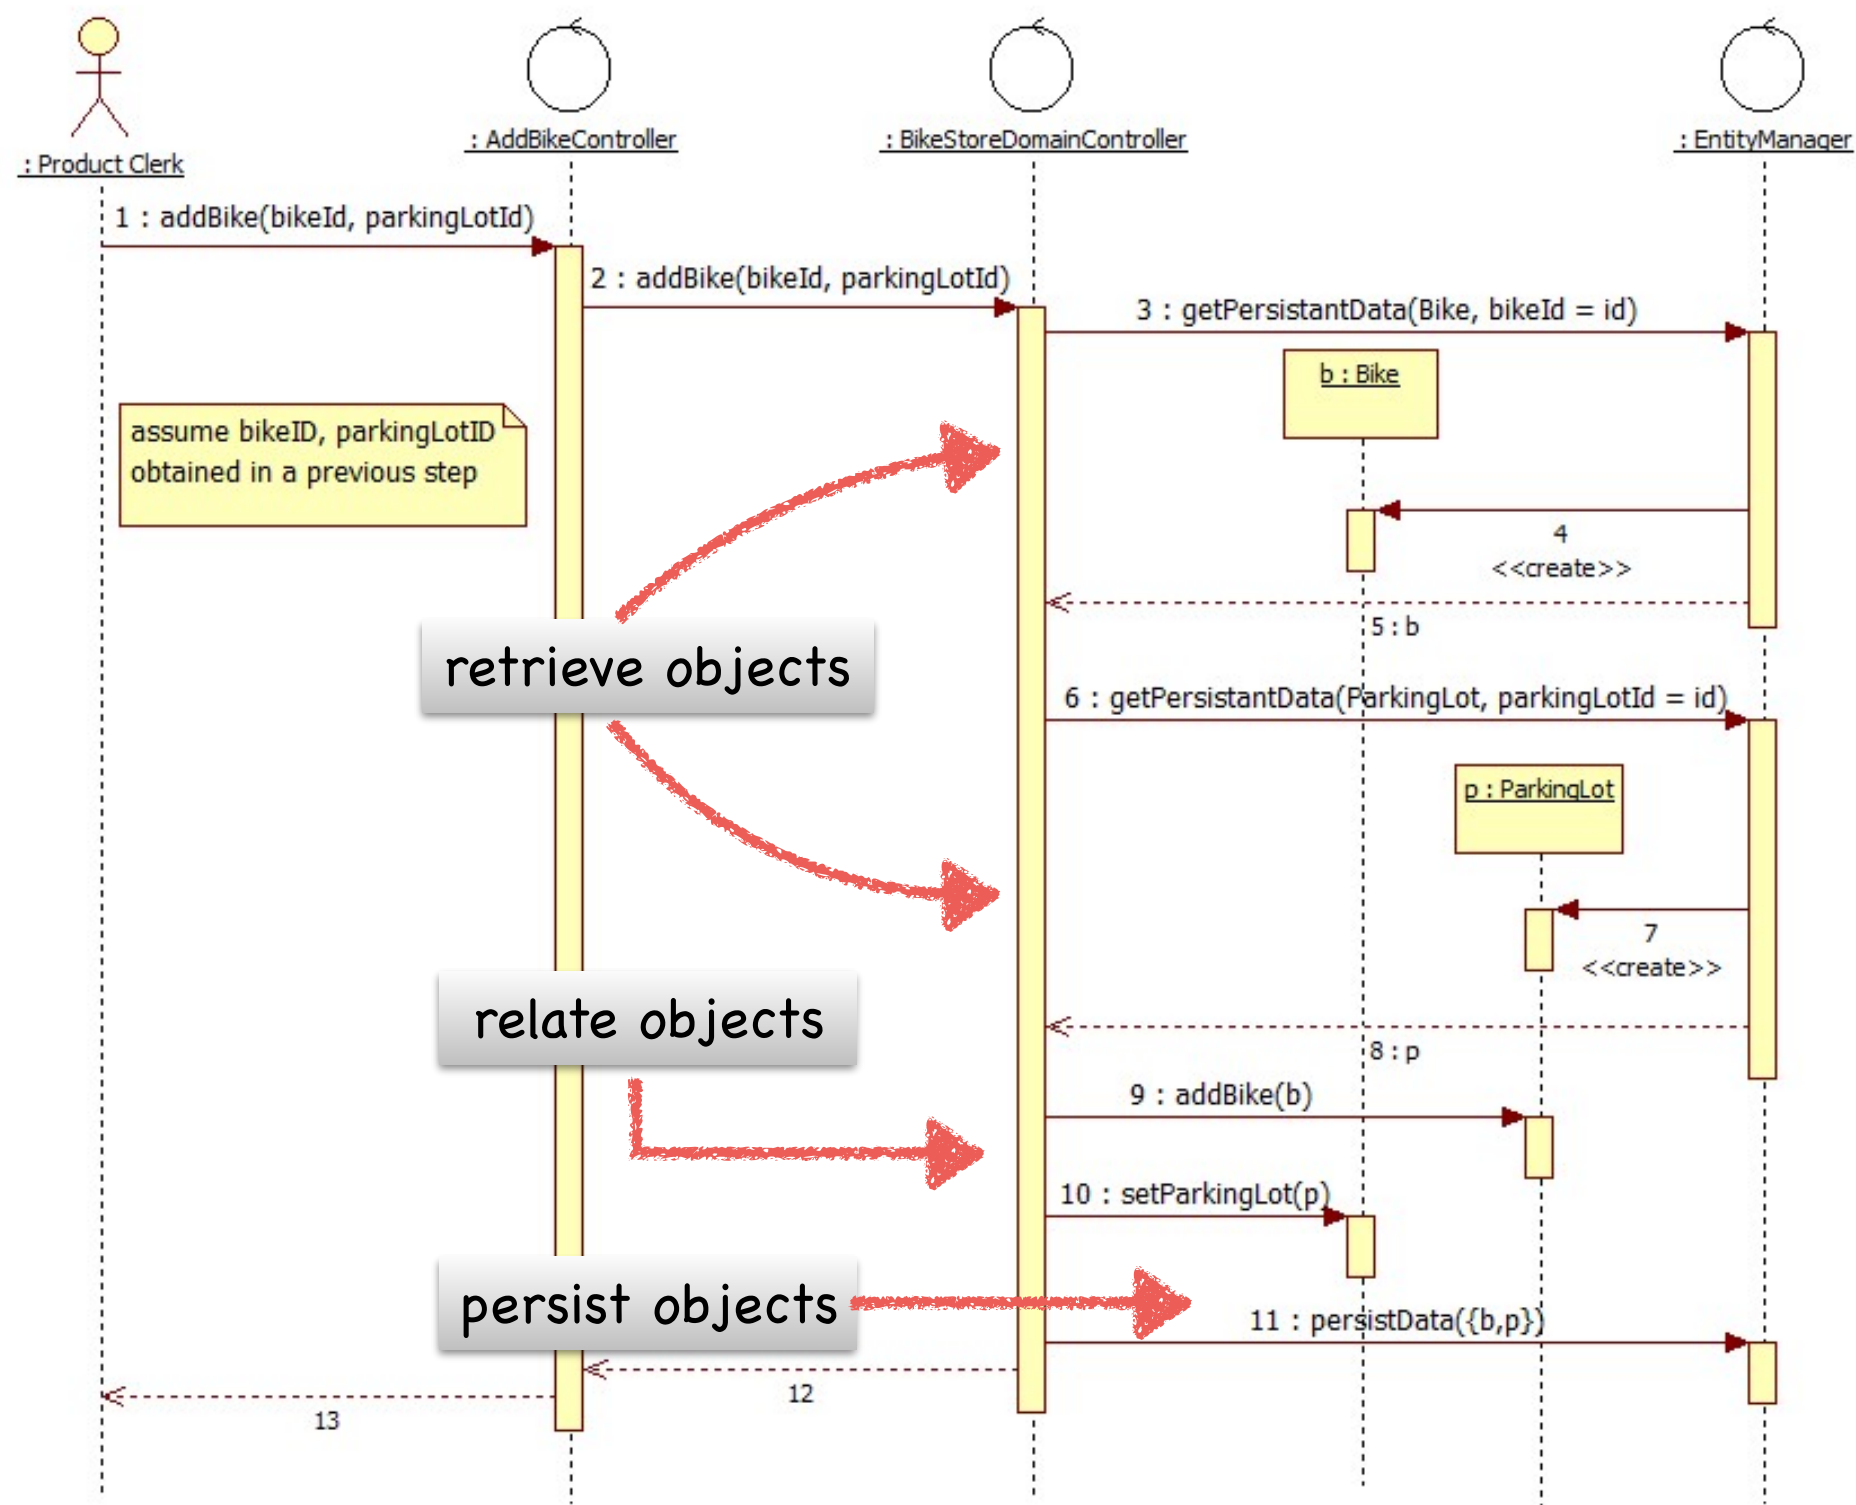 : Product Clerk
: AddBikeController
: BikeStoreDomainController
: EntityManager
1 : addBike(bikeId, parkingLotId)
2 : addBike(bikeId, parkingLotId)
3 : getPersistantData(Bike, bikeId = id)
b : Bike
assume bikeID, parkingLotID
obtained in a previous step
4
<<create>>
5 : b
retrieve objects
6 : getPersistantData(ParkingLot, parkingLotId = id)
p : ParkingLot
7
<<create>>
relate objects
8 : p
9 : addBike(b)
10 : setParkingLot(p)
persist objects
11 : persistData({b,p})
12
13